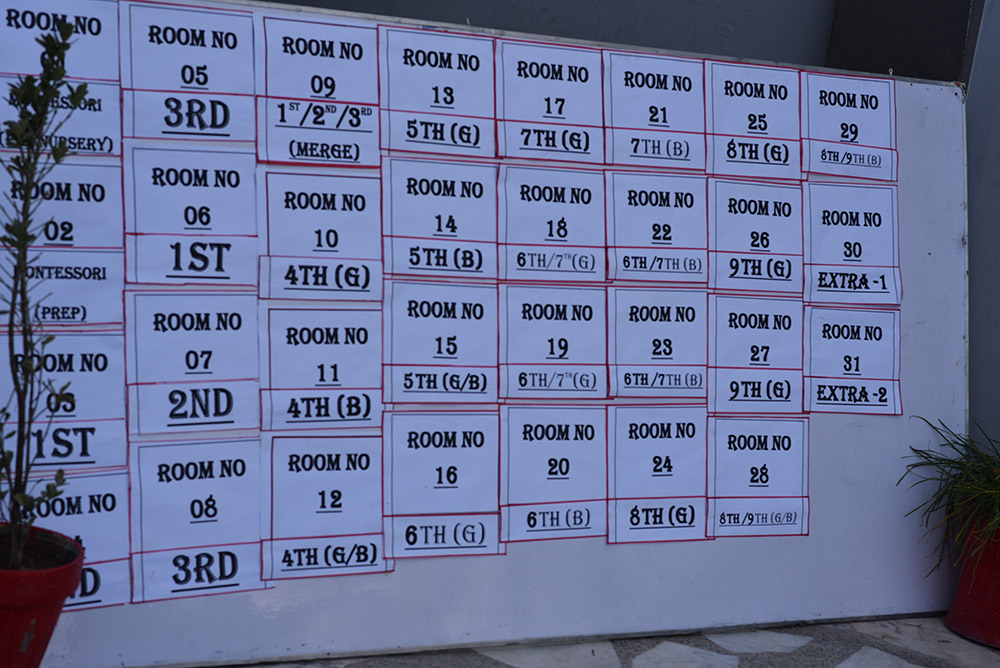 ROOM NO
ROOM NO
02
(PREP)
ROOM NO
1ST
ROOM NO
ROOM NO
05
3RD
ROOM NO
06
1ST
ROOM NO
07
2ND
ROOM NO
08
3RD
ROOM NO
09
1ST/2ND/3RD
(MERGE)
ROOM NO
10
4TH (G)
ROOM NO
11
4TH (B)
ROOM NO
12
4TH (G/B)
ROOM NO
13
5TH (G)
ROOM NO
14
5TH (B)
ROOM NO
15
5TH (G/B)
ROOM NO
16
6TH (G)
ROOM NO
17
7TH (G)
ROOM NO
18
6TH/7TH(G)
ROOM NO
19
6TH/7TH(G)
ROOM NO
20
6TH (B)
ROOM NO
21
7TH (B)
ROOM NO
22
6TH/7TH (B)
ROOM NO
23
6TH/7TH (B)
ROOM NO
24
8TH (G)
ROOM NO
25
8TH (G)
ROOM NO
26
9TH (G)
ROOM NO
27
9TH (G)
ROOM NO
28
8TH/9TH (G/B)
ROOM NO
29
8TH/9TH (B)
ROOM NO
30
EXTRA -1
ROOM NO
31
EXTRA -2